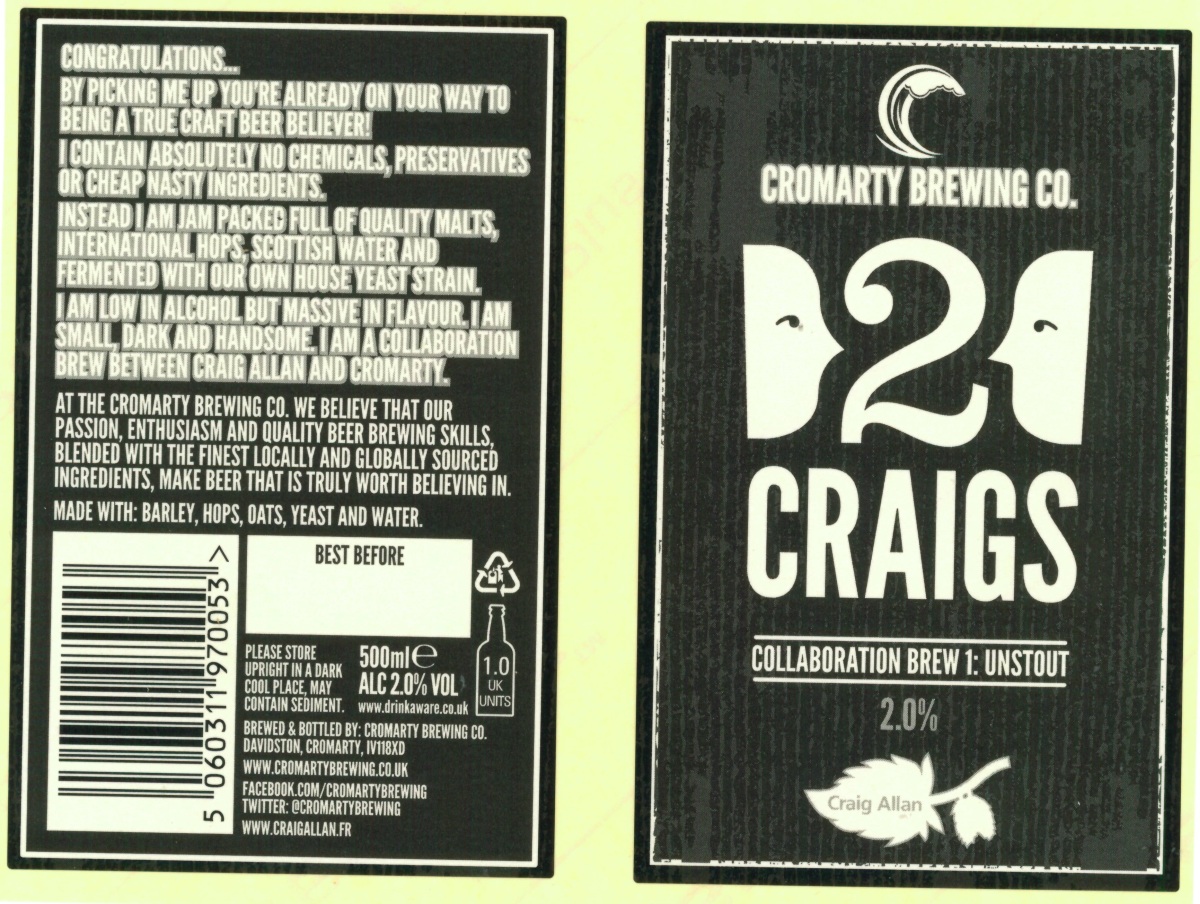 CONGRATULATIONS...
BY PICKING ME UP YOU'RE ALREADY ON YOUR WAY TO
BEING A TRUE CRAFT BEER BELIEVER!
I CONTAIN ABSOLUTELY NO CHEMICALS, PRESERVATIVES
OR CHEAP NASTY INGREDIENTS.
INSTEAD I AM JAM PACKED FULL OF QUALITY MALTS,
INTERNATIONAL HOPS, SCOTTISH WATER AND
FERMENTED WITH OUR OWN HOUSE YEAST STRAIN.
I AM LOW IN ALCOHOL BUT MASSIVE IN FLAVOUR. I AM
SMALL, DARK AND HANDSOME. I AM A COLLABORATION
BREW BETWEEN CRAIG ALLAN AND CROMARTY.
AT THE CROMARTY BREWING CO. WE BELIEVE THAT OUR
PASSION, ENTHUSIASM AND QUALITY BEER BREWING SKILLS,
BLENDED WITH THE FINEST LOCALLY AND GLOBALLY SOURCED
INGREDIENTS, MAKE BEER THAT IS TRULY WORTH BELIEVING IN.
MADE WITH: BARLEY, HOPS, OATS, YEAST AND WATER.
5 060311 970053 >
BEST BEFORE
PLEASE STORE
UPRIGHT IN A DARK
COOL PLACE, MAY
CONTAIN SEDIMENT.
500ml e
ALC 2.0% VOL
www.drinkaware.co.uk
1.0
UK
UNITS
BREWED & BOTTLED BY: CROMARTY BREWING CO.
DAVIDSTON, CROMARTY, IV118XD
WWW.CROMARTYBREWING.CO.UK
FACEBOOK.COM/CROMARTYBREWING
TWITTER: @CROMARTYBREWING
WWW.CRAIGALLAN.FR
CROMARTY BREWING CO.
2
CRAIGS
COLLABORATION BREW 1: UNSTOUT
2.0%
Craig Allan